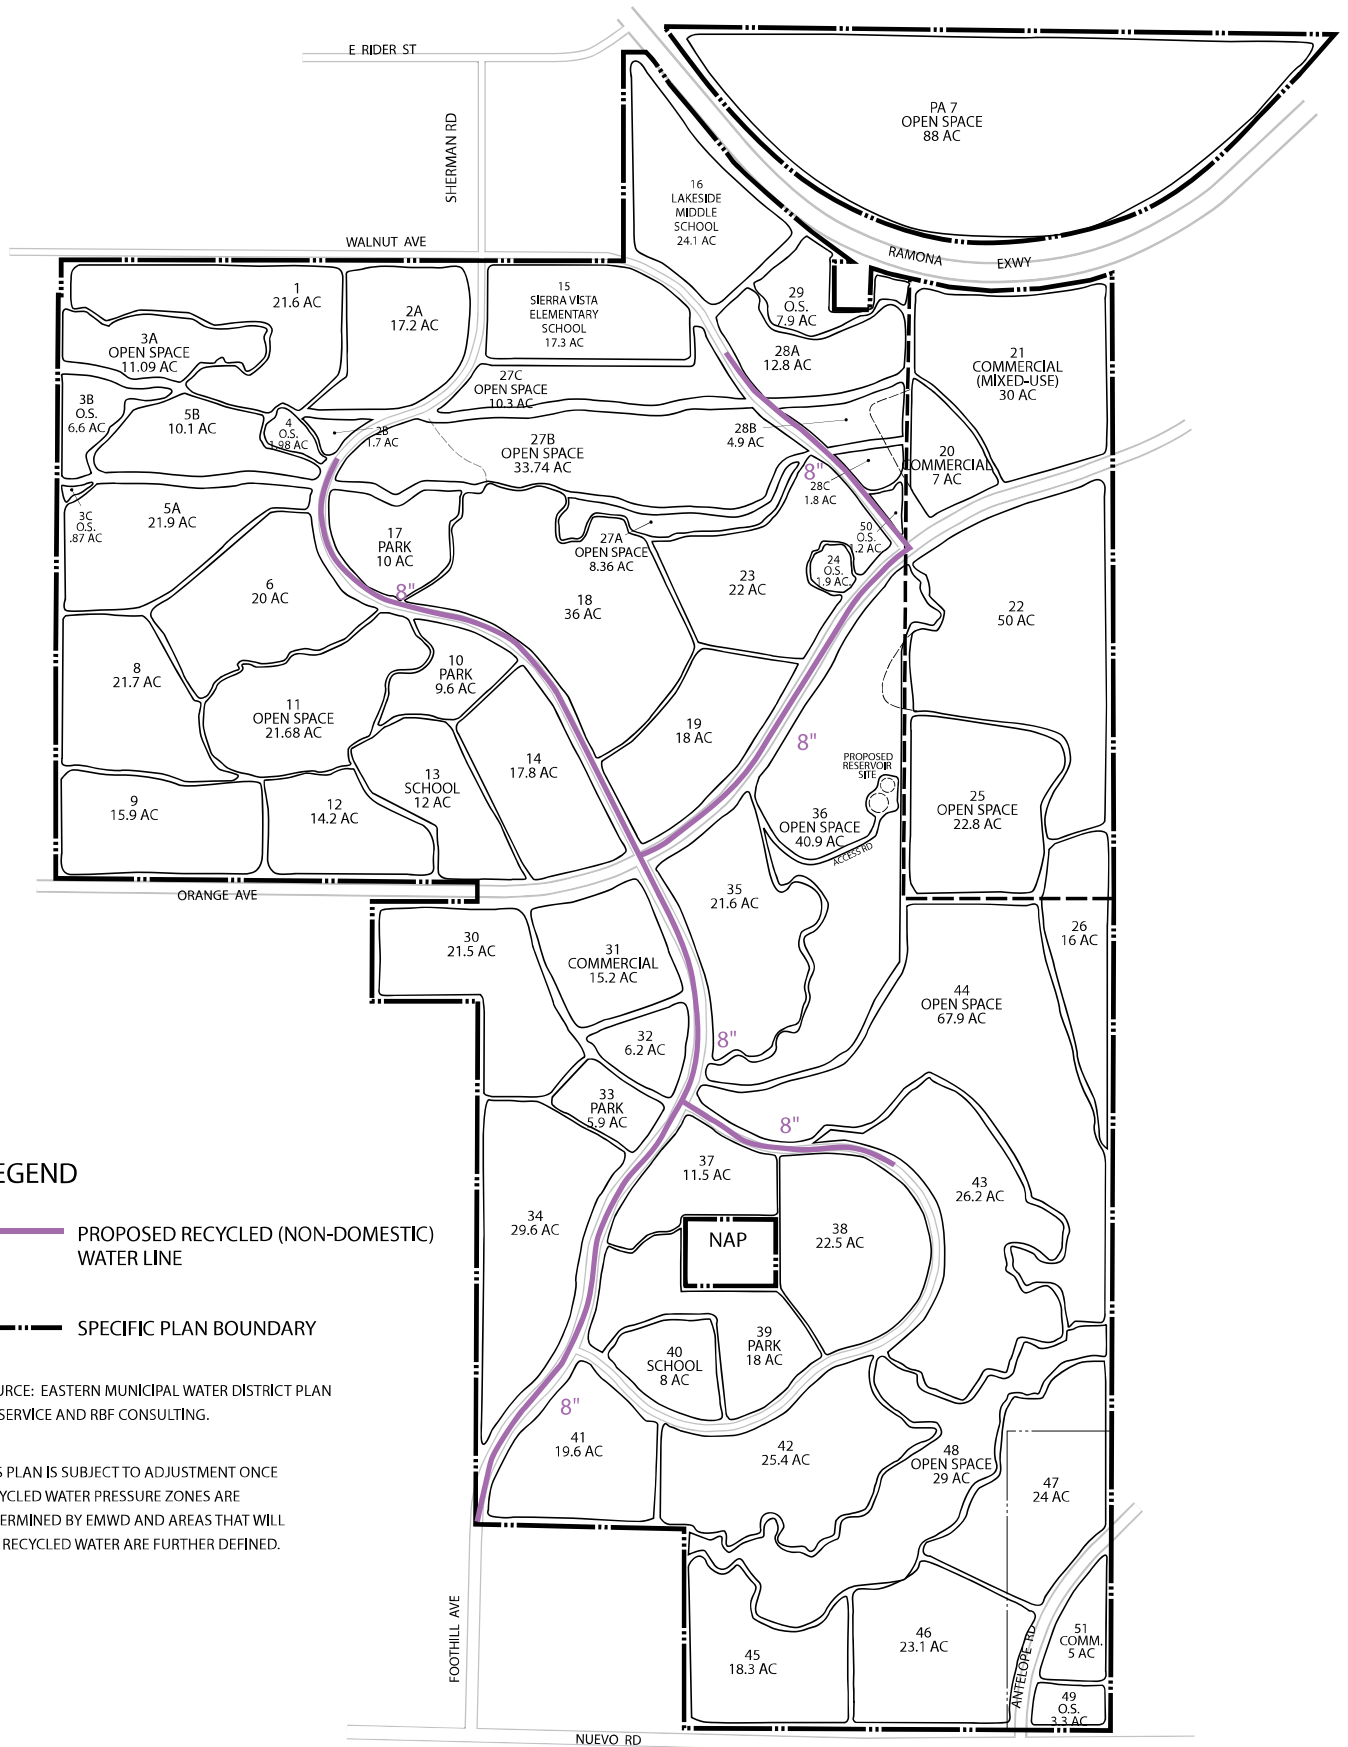 E RIDER ST
SHERMAN RD
PA 7
OPEN SPACE
88 AC
16
LAKESIDE
MIDDLE
SCHOOL
24.1 AC
WALNUT AVE
RAMONA EXWY
1
21.6 AC
2A
17.2 AC
15
SIERRA VISTA
ELEMENTARY
SCHOOL
17.3 AC
29
O.S.
7.9 AC
3A
OPEN SPACE
11.09 AC
28A
12.8 AC
21
COMMERCIAL
(MIXED-USE)
30 AC
27C
OPEN SPACE
10.3 AC
3B
O.S.
6.6 AC
5B
10.1 AC
4
O.S.
1.98 AC
2B
1.7 AC
27B
OPEN SPACE
33.74 AC
28B
4.9 AC
20
COMMERCIAL
7 AC
8"
28C
1.8 AC
3C
O.S.
.87 AC
5A
21.9 AC
17
PARK
10 AC
27A
OPEN SPACE
8.36 AC
50
O.S.
1.2 AC
24
O.S.
1.9 AC
6
20 AC
8"
18
36 AC
23
22 AC
22
50 AC
8
21.7 AC
10
PARK
9.6 AC
11
OPEN SPACE
21.68 AC
19
18 AC
8"
14
17.8 AC
13
SCHOOL
12 AC
PROPOSED
RESERVOIR
SITE
9
15.9 AC
12
14.2 AC
36
OPEN SPACE
40.9 AC
ACCESS RD
25
OPEN SPACE
22.8 AC
ORANGE AVE
35
21.6 AC
30
21.5 AC
31
COMMERCIAL
15.2 AC
26
16 AC
44
OPEN SPACE
67.9 AC
32
6.2 AC
8"
33
PARK
5.9 AC
8"
37
11.5 AC
43
26.2 AC
34
29.6 AC
NAP
38
22.5 AC
39
PARK
18 AC
40
SCHOOL
8 AC
8"
41
19.6 AC
42
25.4 AC
48
OPEN SPACE
29 AC
47
24 AC
FOOTHILL AVE
45
18.3 AC
46
23.1 AC
ANTELOPE RD
51
COMM.
5 AC
49
O.S.
3.3 AC
NUEVO RD
EGEND
PROPOSED RECYCLED (NON-DOMESTIC)
WATER LINE
SPECIFIC PLAN BOUNDARY
URCE: EASTERN MUNICIPAL WATER DISTRICT PLAN
SERVICE AND RBF CONSULTING.
S PLAN IS SUBJECT TO ADJUSTMENT ONCE
YCLED WATER PRESSURE ZONES ARE
ERMINED BY EMWD AND AREAS THAT WILL
RECYCLED WATER ARE FURTHER DEFINED.